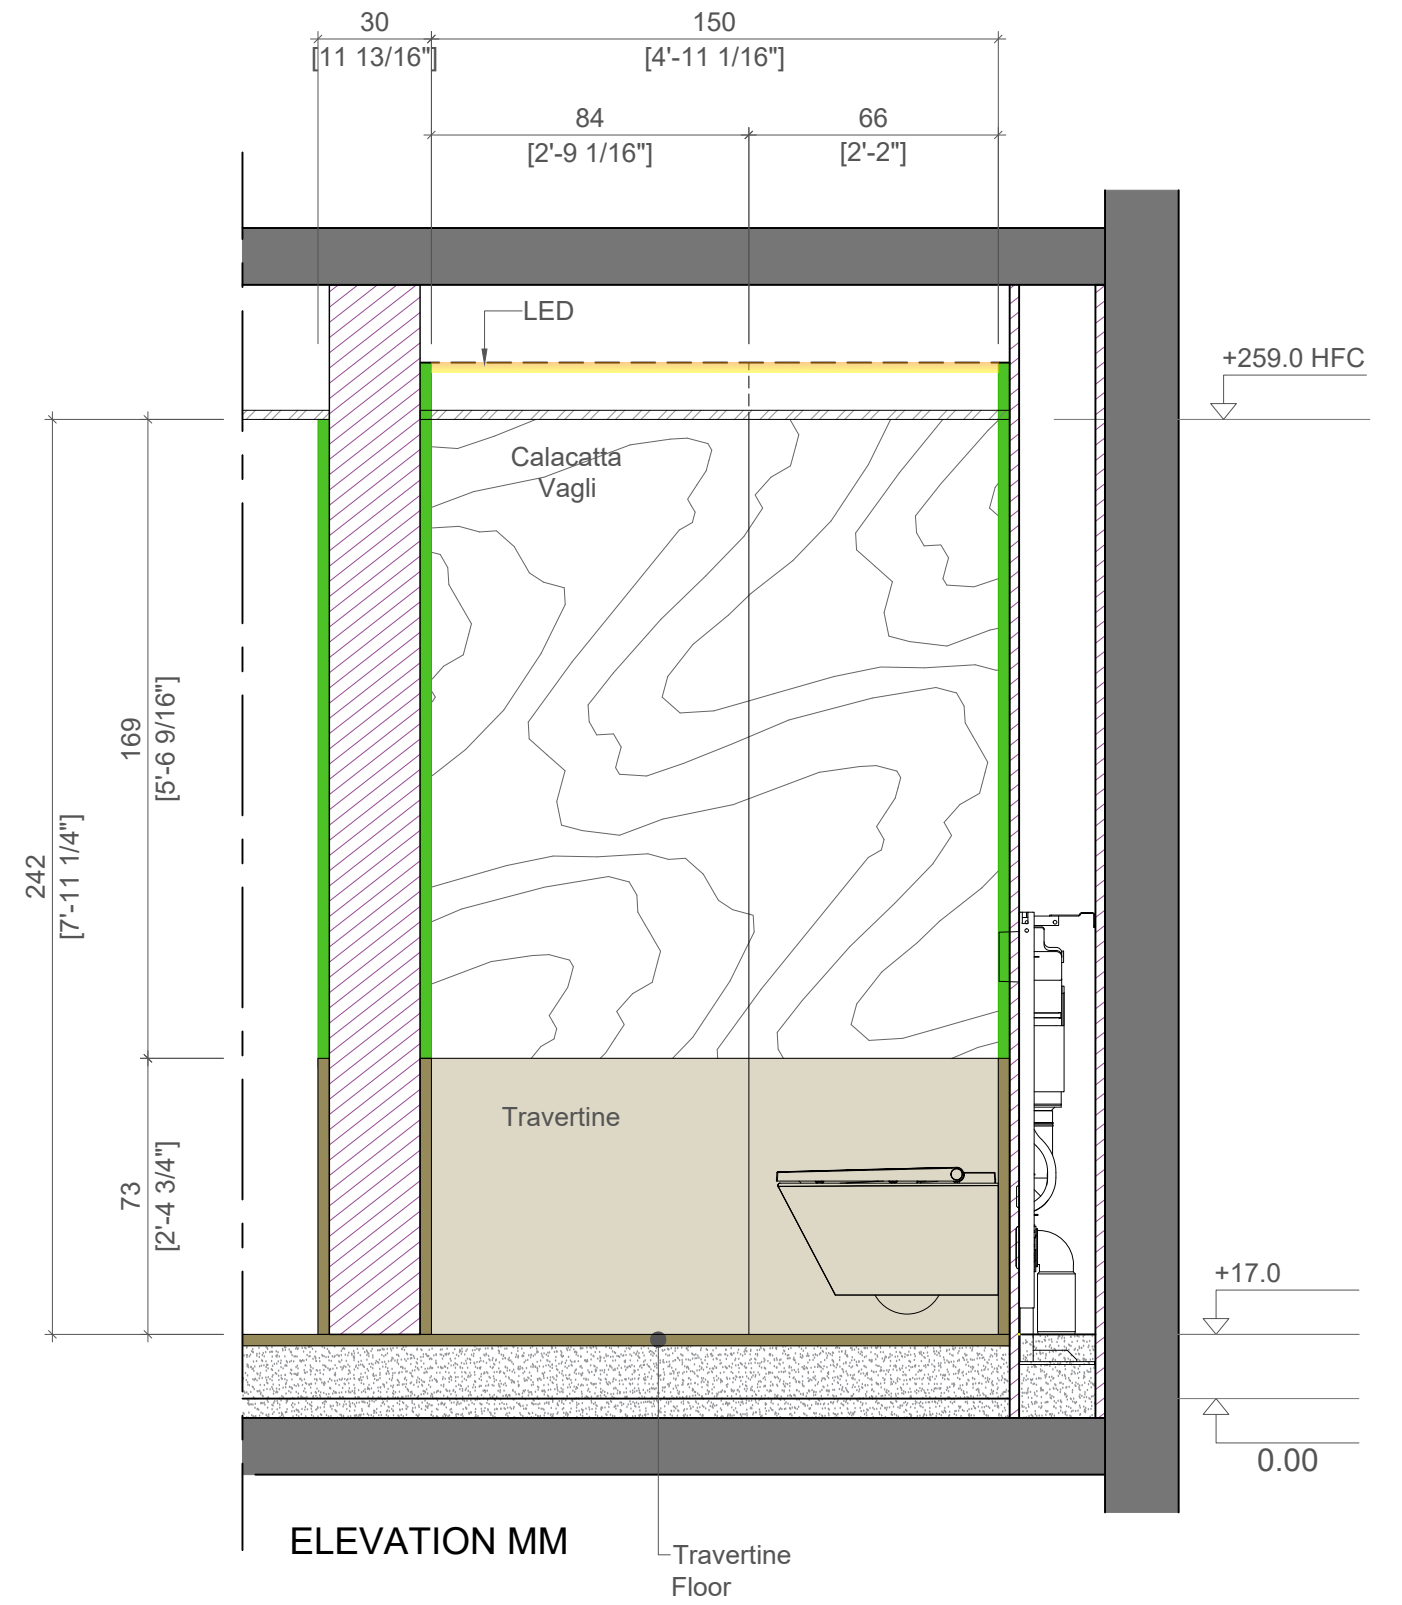 30
[11 13/16"]
150
[4'-11 1/16"]
84
[2'-9 1/16"]
66
[2'-2"]
LED
+259.0 HFC
Calacatta
Vagli
169
[5'-6 9/16"]
242
[7'-11 1/4"]
Travertine
73
[2'-4 3/4"]
+17.0
0.00
ELEVATION MM
Travertine
Floor